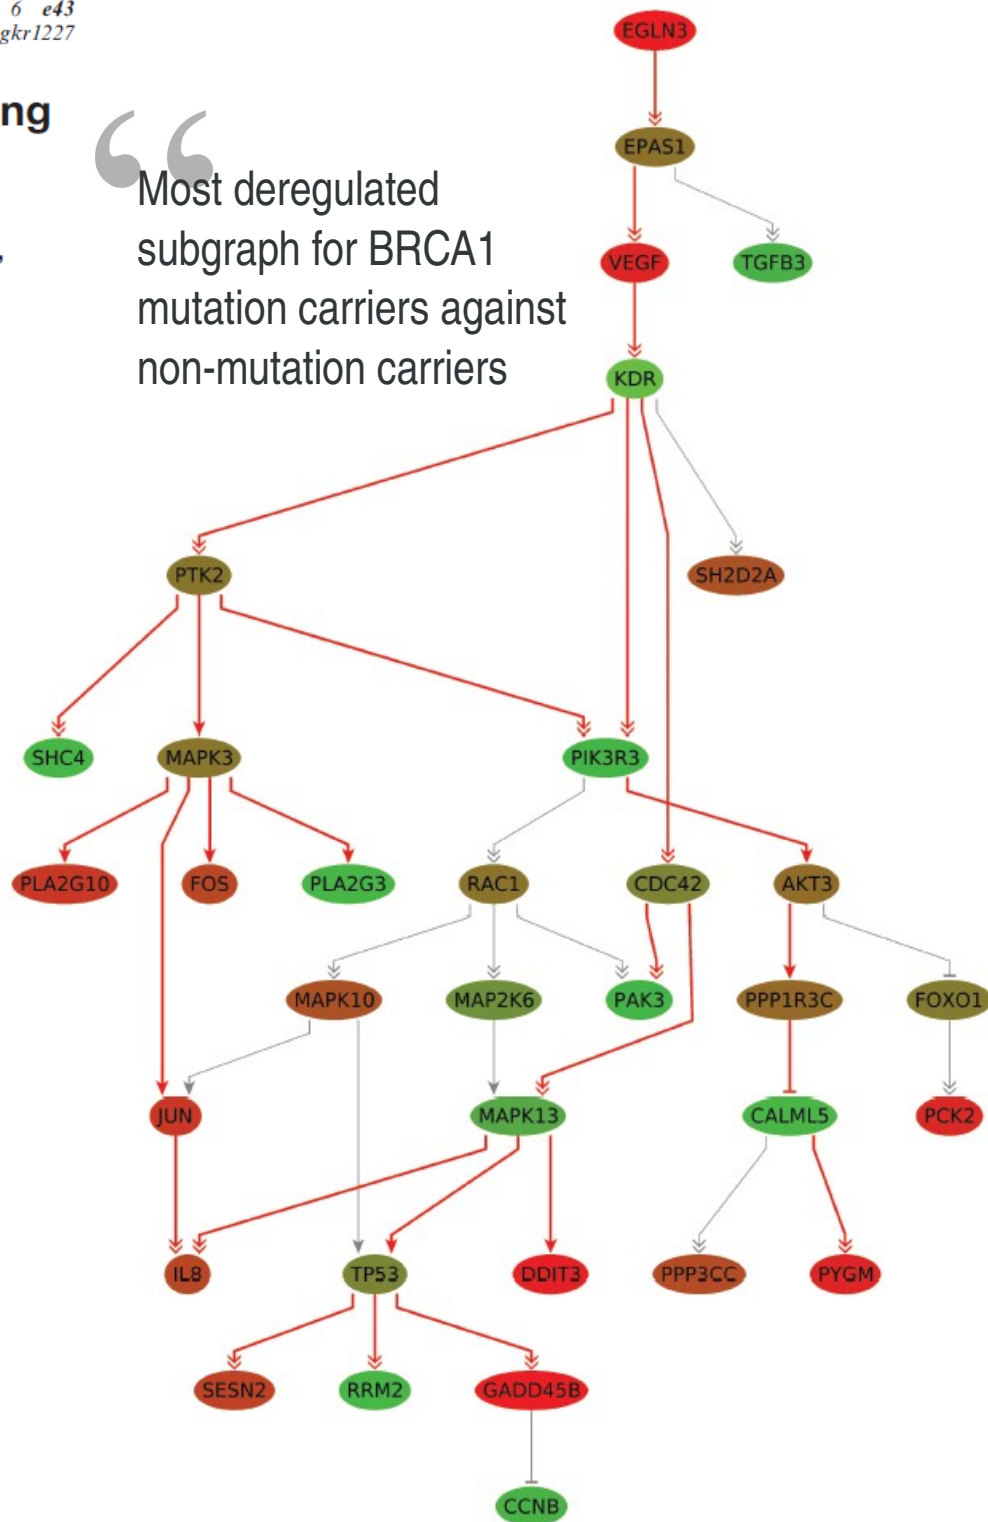 6 e43
gkr1227
ng
“
Most deregulated
subgraph for BRCA1
mutation carriers against
non-mutation carriers
,
EGLN3
EPAS1
VEGF
TGFB3
KDR
PTK2
SH2D2A
SHC4
MAPK3
PIK3R3
PLA2G10
FOS
PLA2G3
RAC1
CDC42
AKT3
MAPK10
MAP2K6
PAK3
PPP1R3C
FOXO1
JUN
MAPK13
CALML5
PCK2
IL8
TP53
DDIT3
PPP3CC
PYGM
SESN2
RRM2
GADD45B
CCNB